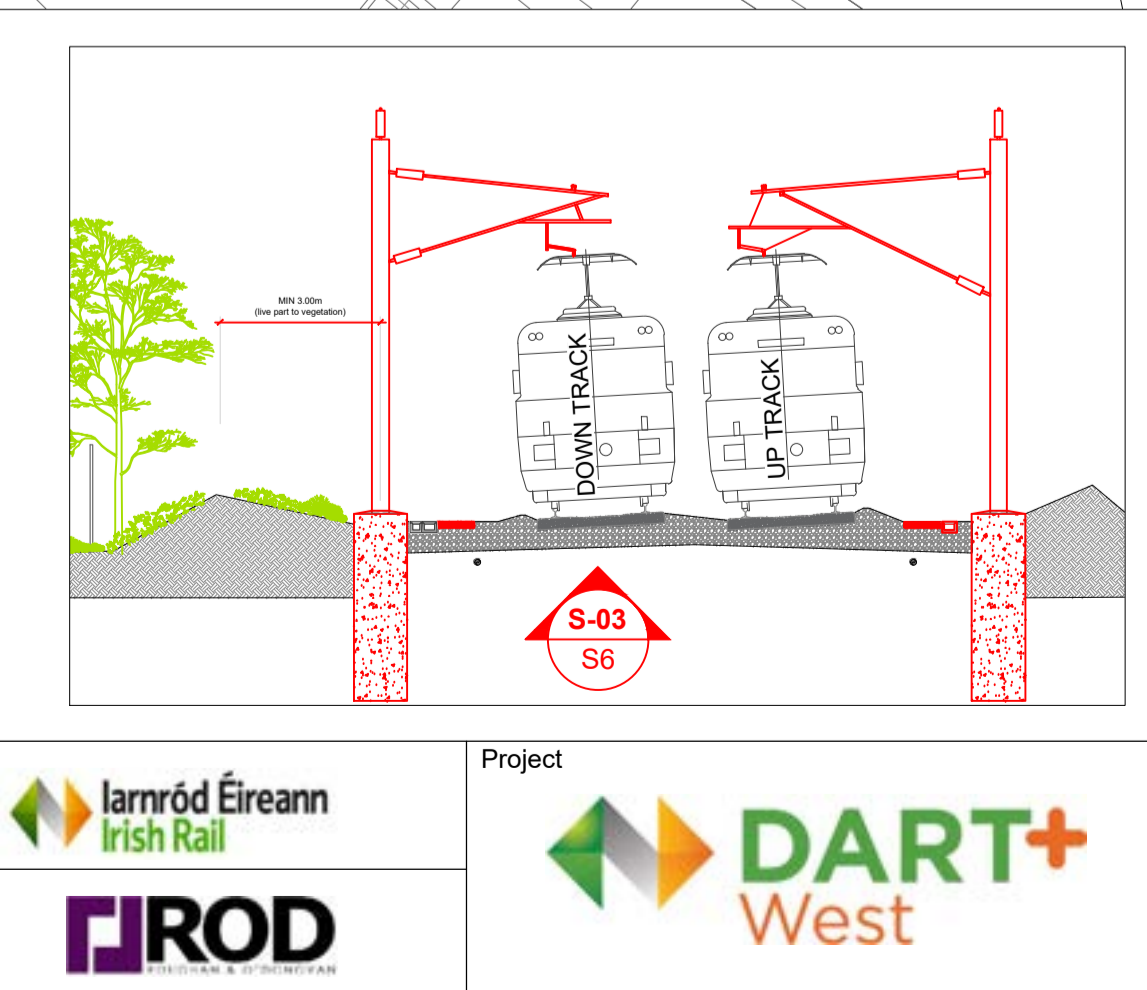 MIN 3.00m
(live part to vegetation)
DOWN TRACK
UP TRACK
S-03
S6
Iarnród Éireann
Irish Rail
Project
DART+
West
ROD